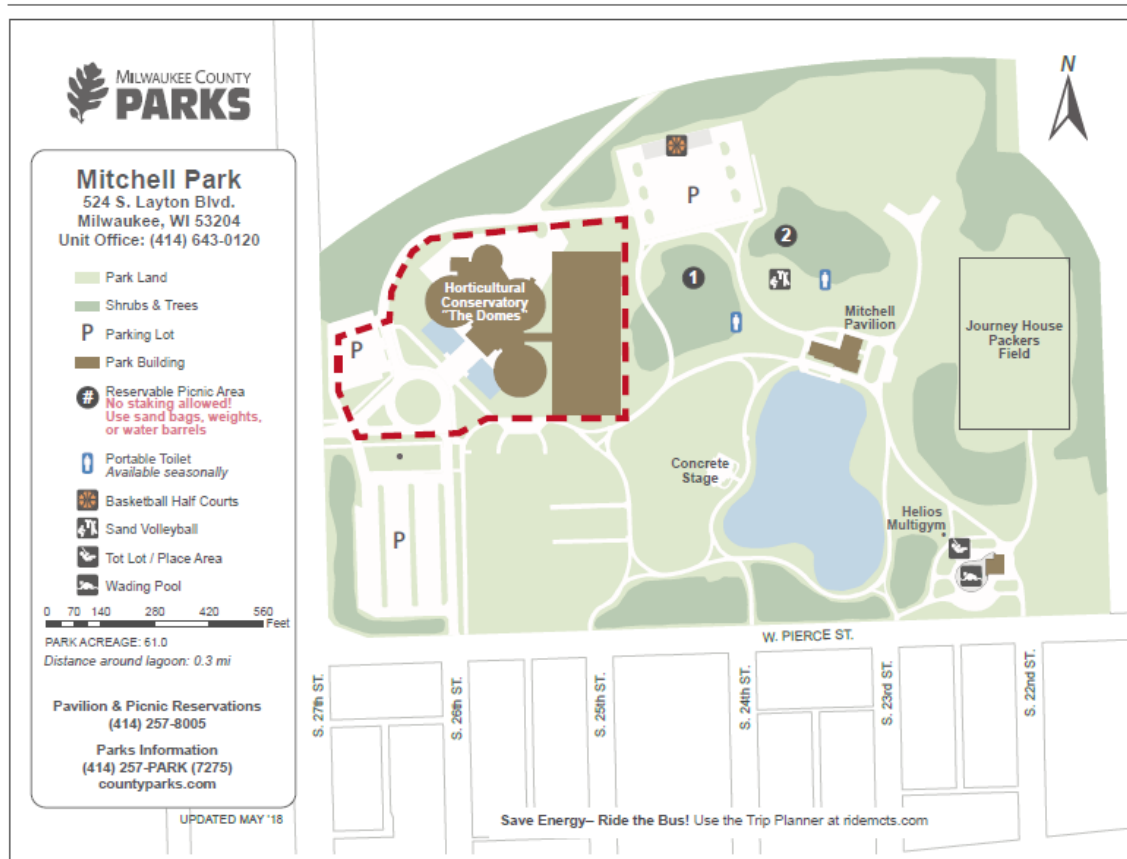 MILWAUKEE COUNTY
PARKS
Mitchell Park
524 S. Layton Blvd.
Milwaukee, WI 53204
Unit Office: (414) 643-0120
Park Land
Shrubs & Trees
P Parking Lot
Park Building
# Reservable Picnic Area
No staking allowed!
Use sand bags, weights,
or water barrels
Portable Toilet
Available seasonally
Basketball Half Courts
Sand Volleyball
Tot Lot / Place Area
Wading Pool
0 70 140 280 420 560
Feet
PARK ACREAGE: 61.0
Distance around lagoon: 0.3 mi
Pavilion & Picnic Reservations
(414) 257-8005
Parks Information
(414) 257-PARK (7275)
countyparks.com
UPDATED MAY '18
N
P
2
1
Horticultural
Conservatory
"The Domes"
P
Mitchell
Pavilion
Journey House
Packers
Field
Concrete
Stage
Helios
Multigym
P
W. PIERCE ST.
S. 27th ST.
S. 26th ST.
S. 25th ST.
S. 24th ST.
S. 23rd ST.
S. 22nd ST.
Save Energy– Ride the Bus! Use the Trip Planner at ridemcts.com